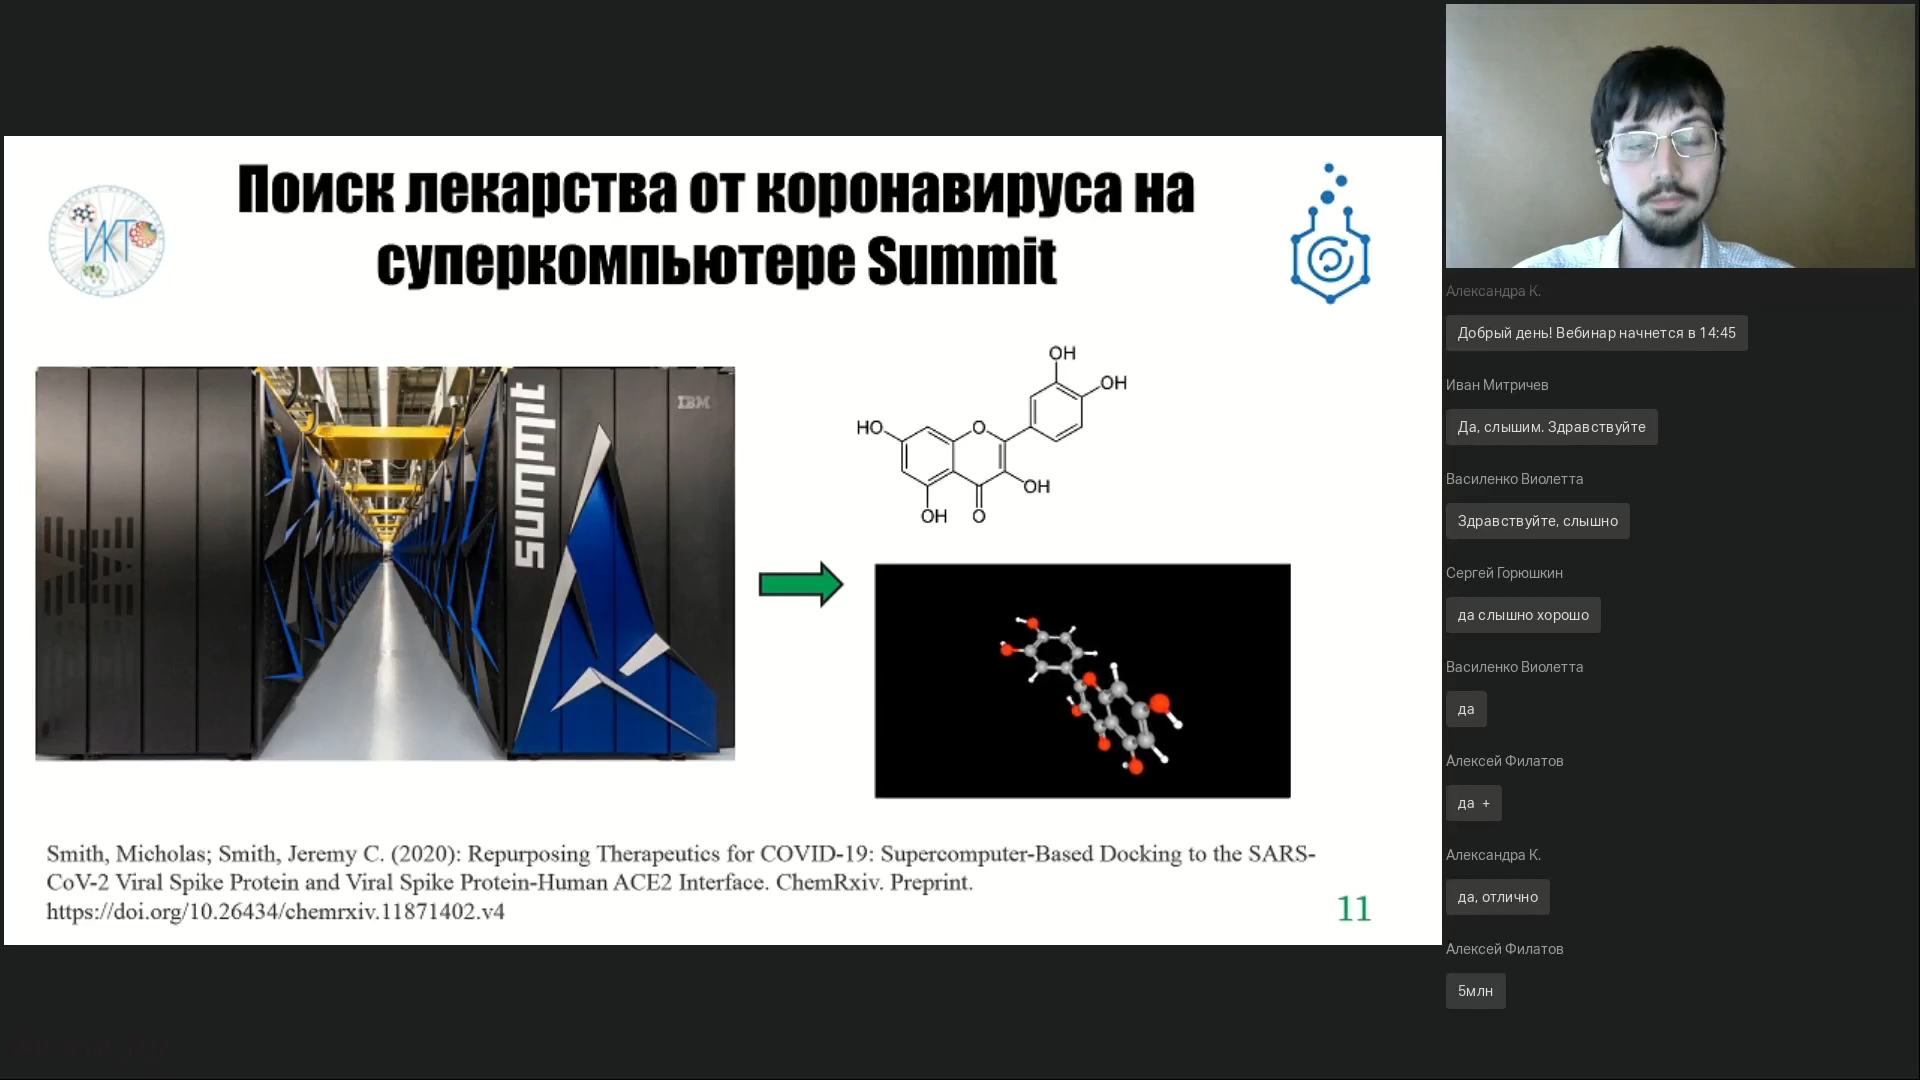 Поиск лекарства от коронавируса на
суперкомпьютере Summit
ИКТ
summit
IBM
OH
OH
HO
O
OH
OH
O
Smith, Micholas; Smith, Jeremy C. (2020): Repurposing Therapeutics for COVID-19: Supercomputer-Based Docking to the SARS-
CoV-2 Viral Spike Protein and Viral Spike Protein-Human ACE2 Interface. ChemRxiv. Preprint.
https://doi.org/10.26434/chemrxiv.11871402.v4
11
Александра К.
Добрый день! Вебинар начнется в 14:45
Иван Митричев
Да, слышим. Здравствуйте
Василенко Виолетта
Здравствуйте, слышно
Сергей Горюшкин
да слышно хорошо
Василенко Виолетта
да
Алексей Филатов
да +
Александра К.
да, отлично
Алексей Филатов
5млн